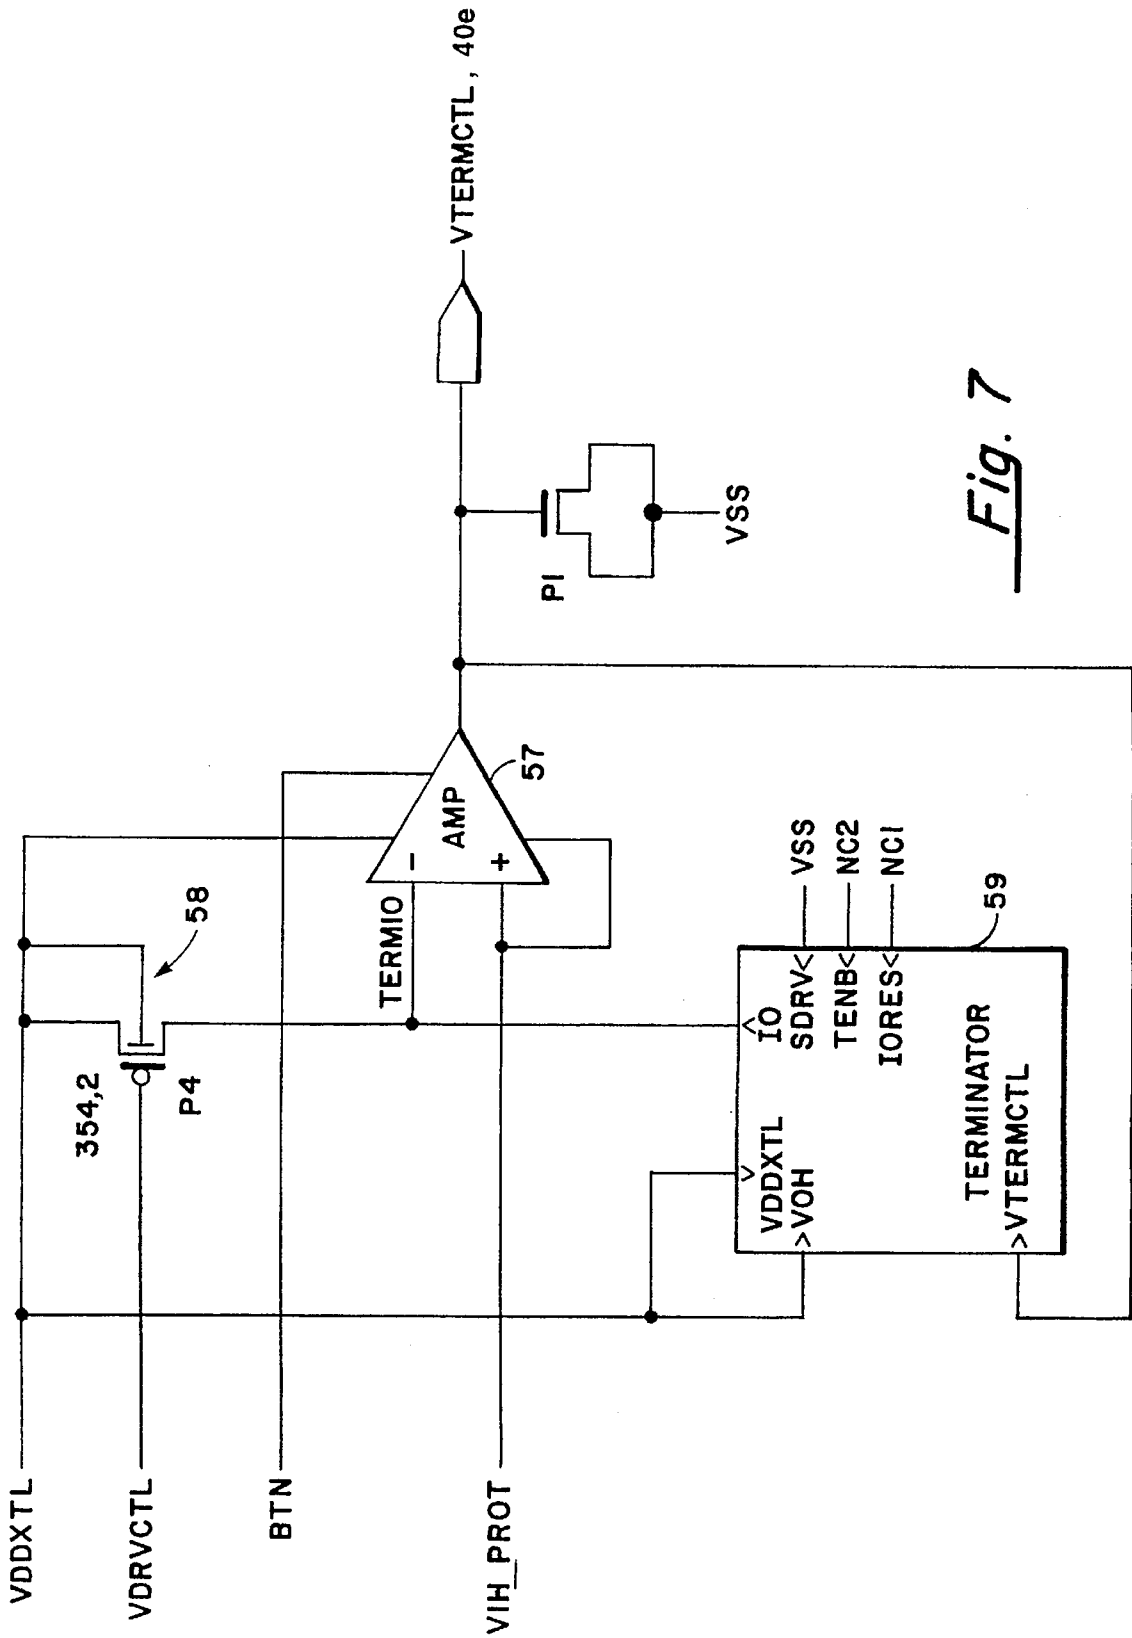 VDDXTL
VDRVCTL
BTN
VIH_PROT
354,2
P4
58
TERMIO
-
+
AMP
57
VTERMCTL, 40e
P1
VSS
VDDXTL
>VOH
IO
SDRV<
TENB<
IORES<
VSS
NC2
NC1
59
TERMINATOR
>VTERMCTL
Fig. 7